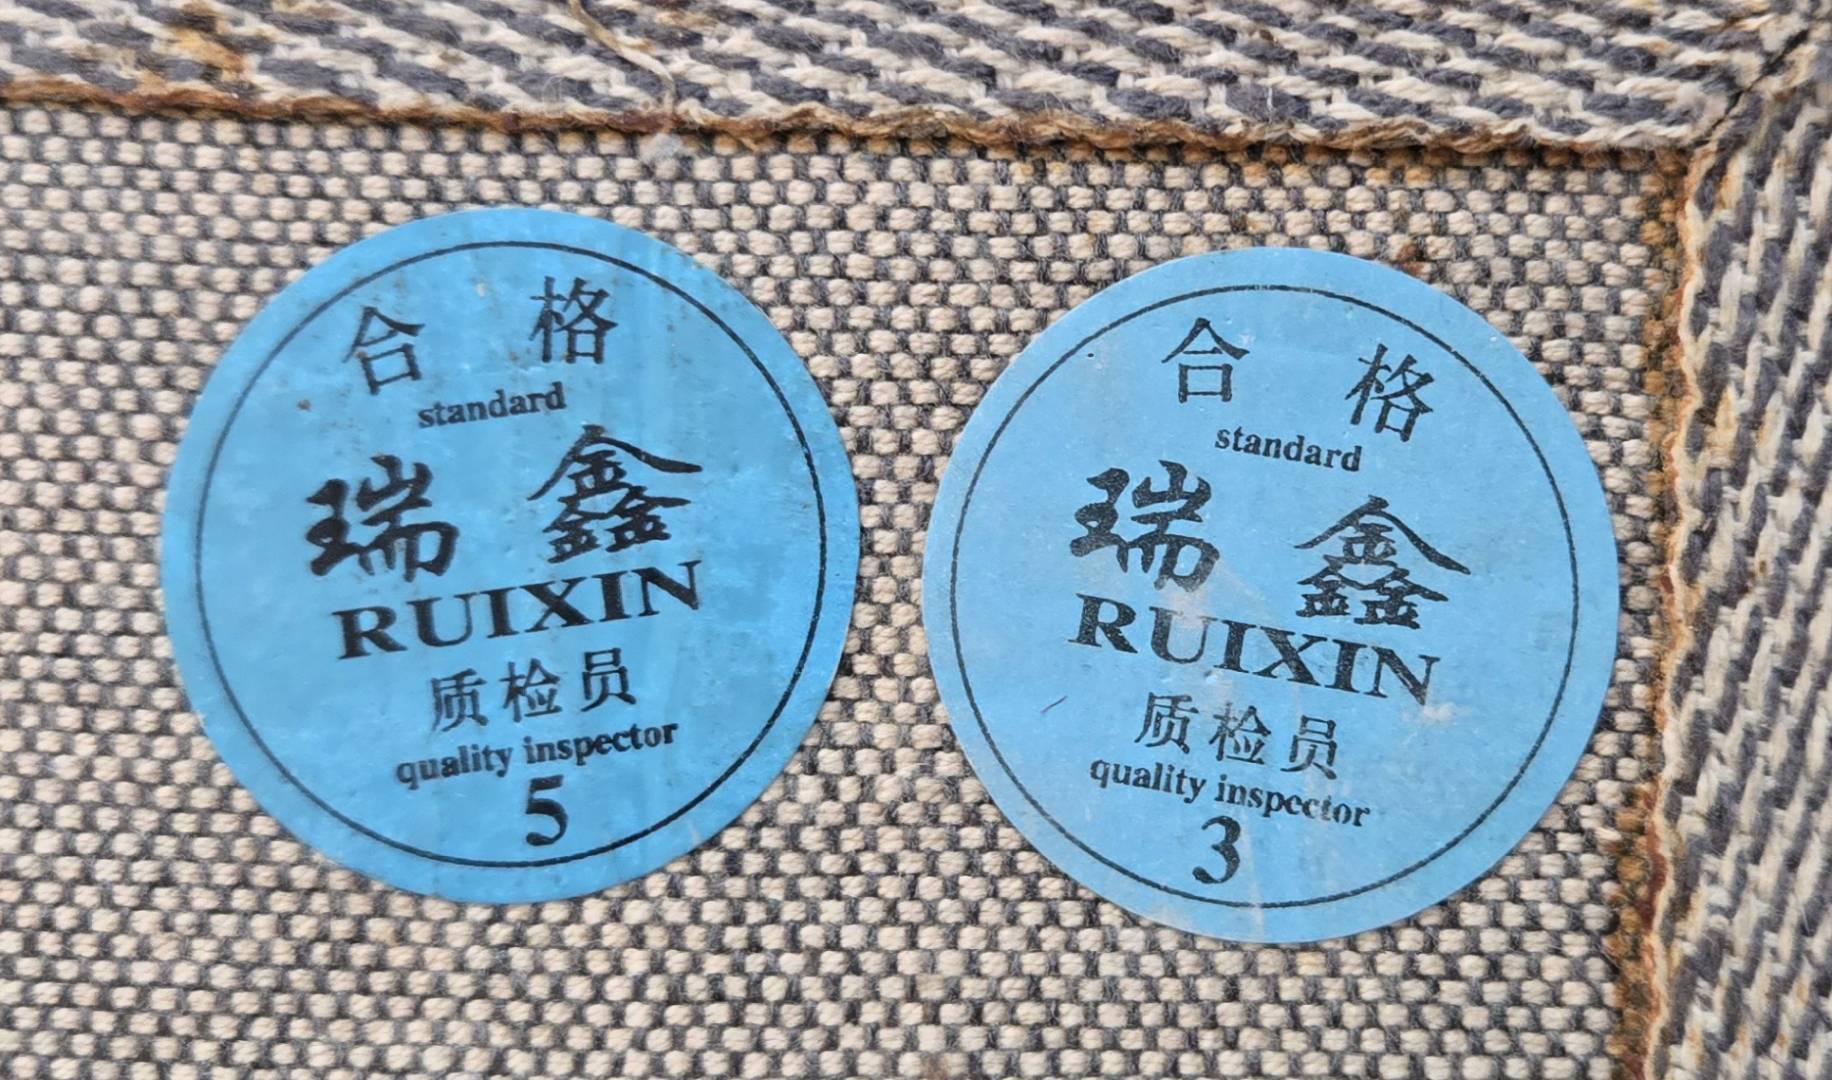 合 格
standard
瑞 鑫
RUIXIN
质检员
quality inspector
5
合 格
standard
瑞 鑫
RUIXIN
质检员
quality inspector
3